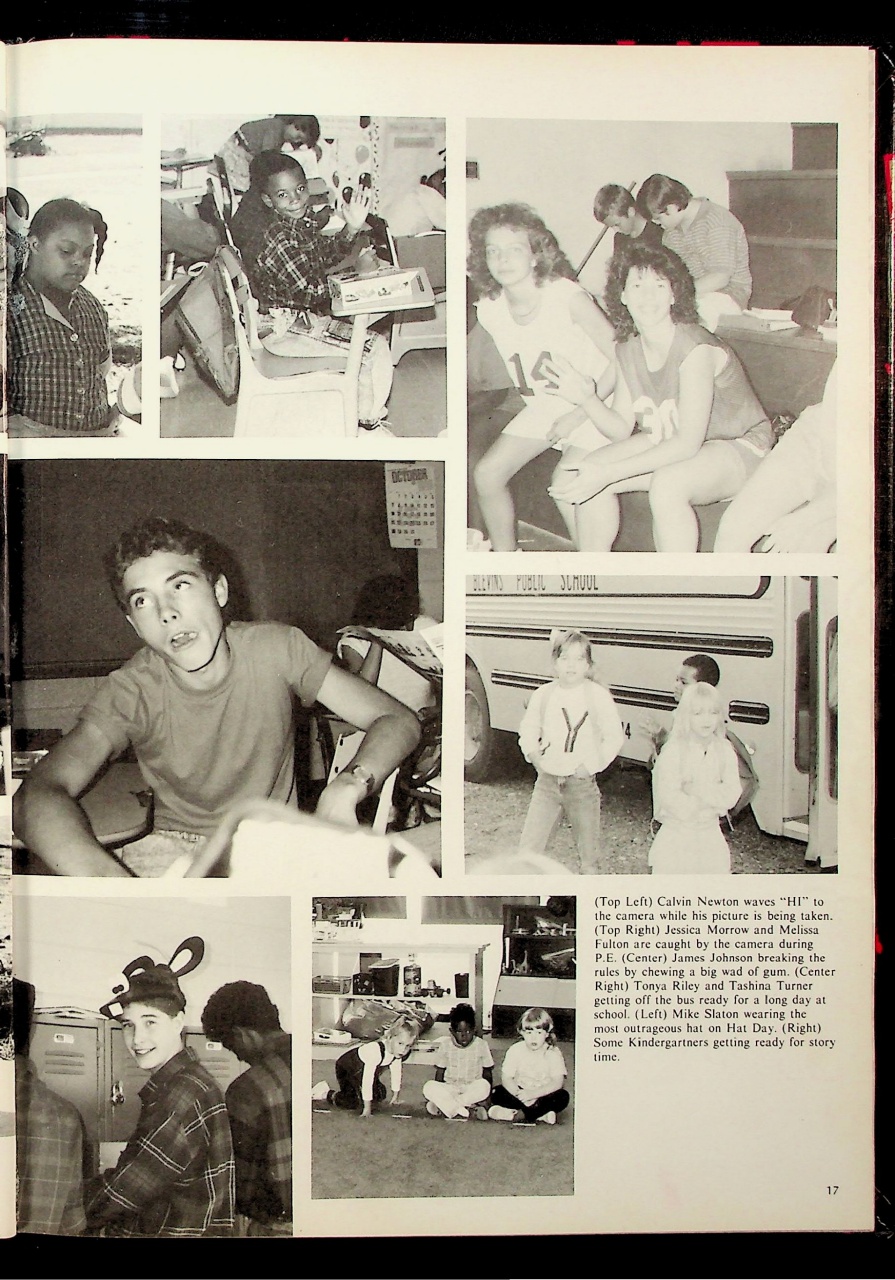 OCTOBER
14
30
BLEVINS PUBLIC SCHOOL
Y
(Top Left) Calvin Newton waves "HI" to
the camera while his picture is being taken.
(Top Right) Jessica Morrow and Melissa
Fulton are caught by the camera during
P.E. (Center) James Johnson breaking the
rules by chewing a big wad of gum. (Center
Right) Tonya Riley and Tashina Turner
getting off the bus ready for a long day at
school. (Left) Mike Slaton wearing the
most outrageous hat on Hat Day. (Right)
Some Kindergartners getting ready for story
time.
17